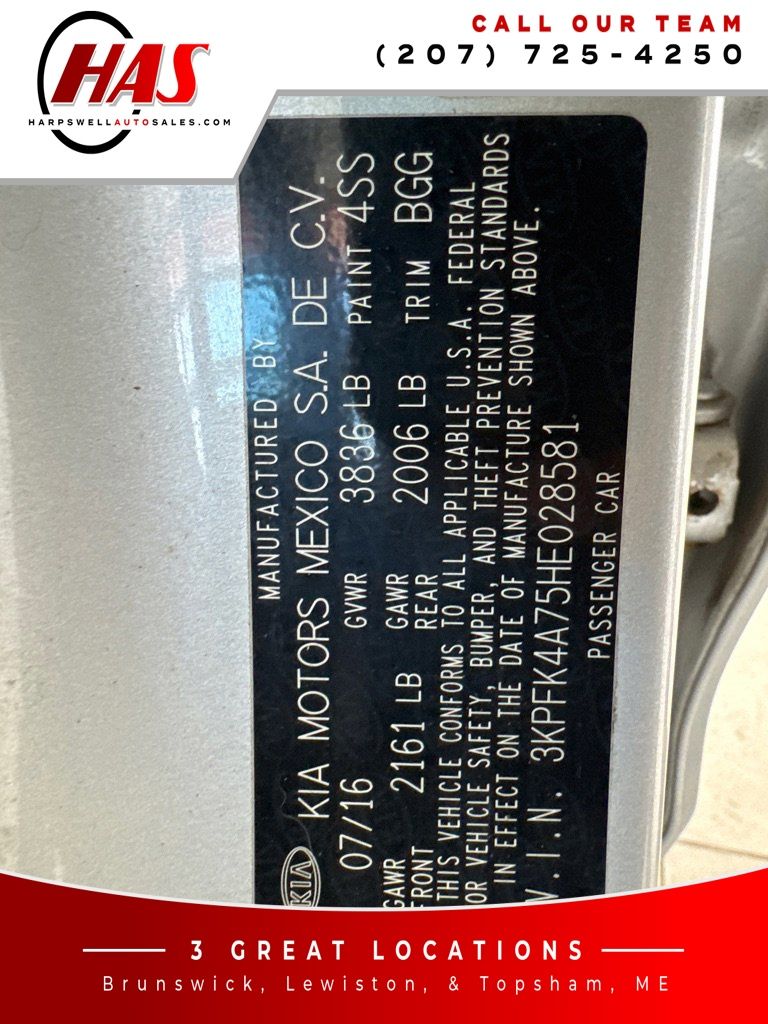 HAS
HARPSWELLAUTOSALES.COM
CALL OUR TEAM
(207) 725-4250
MANUFACTURED BY
KIA KIA MOTORS MEXICO S.A. DE C.V.
07/16 GVWR 3836 LB PAINT 4SS
GAWR FRONT 2161 LB GAWR REAR 2006 LB TRIM BGG
THIS VEHICLE CONFORMS TO ALL APPLICABLE U.S.A. FEDERAL
OR VEHICLE SAFETY, BUMPER, AND THEFT PREVENTION STANDARDS
IN EFFECT ON THE DATE OF MANUFACTURE SHOWN ABOVE.
V.I.N. 3KPFK4A75HE028581
PASSENGER CAR
3 GREAT LOCATIONS
Brunswick, Lewiston, & Topsham, ME